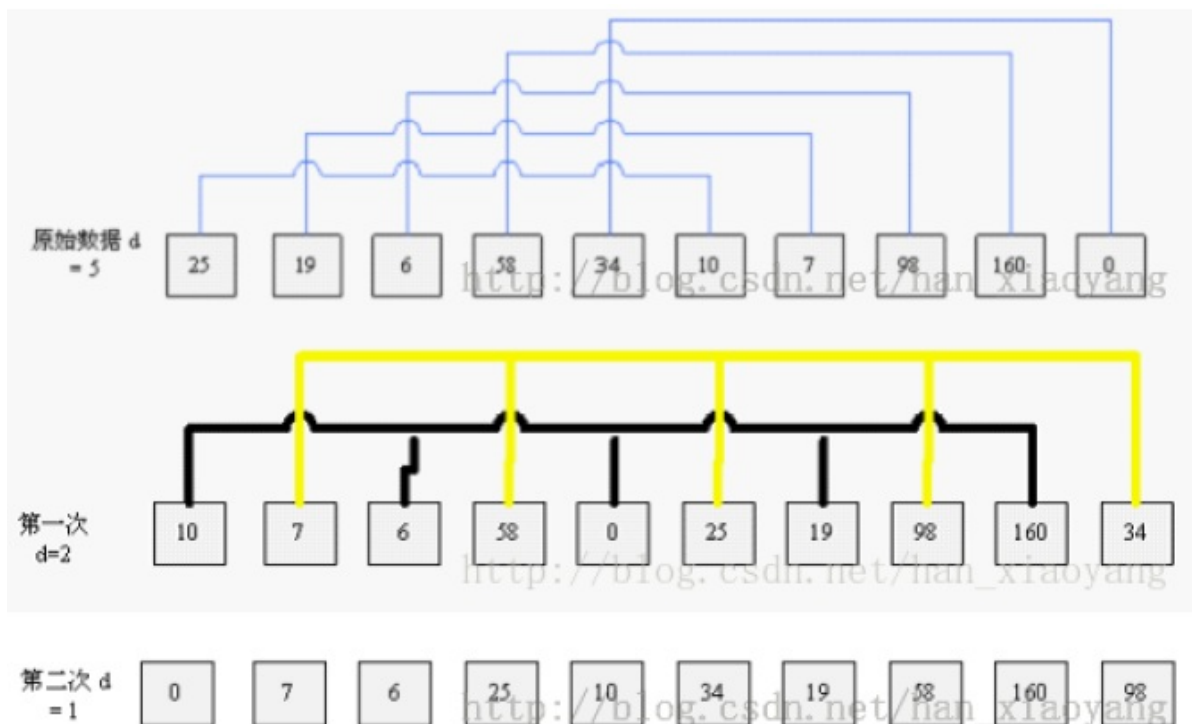 原始数据 d
= 5
25 19 6 58 34 10 7 98 160 0
http://blog.csdn.net/han_xiaoyang
第一次
d=2
10 7 6 58 0 25 19 98 160 34
http://blog.csdn.net/han_xiaoyang
第二次 d
= 1
0 7 6 25 10 34 19 58 160 98
http://blog.csdn.net/han_xiaoyang